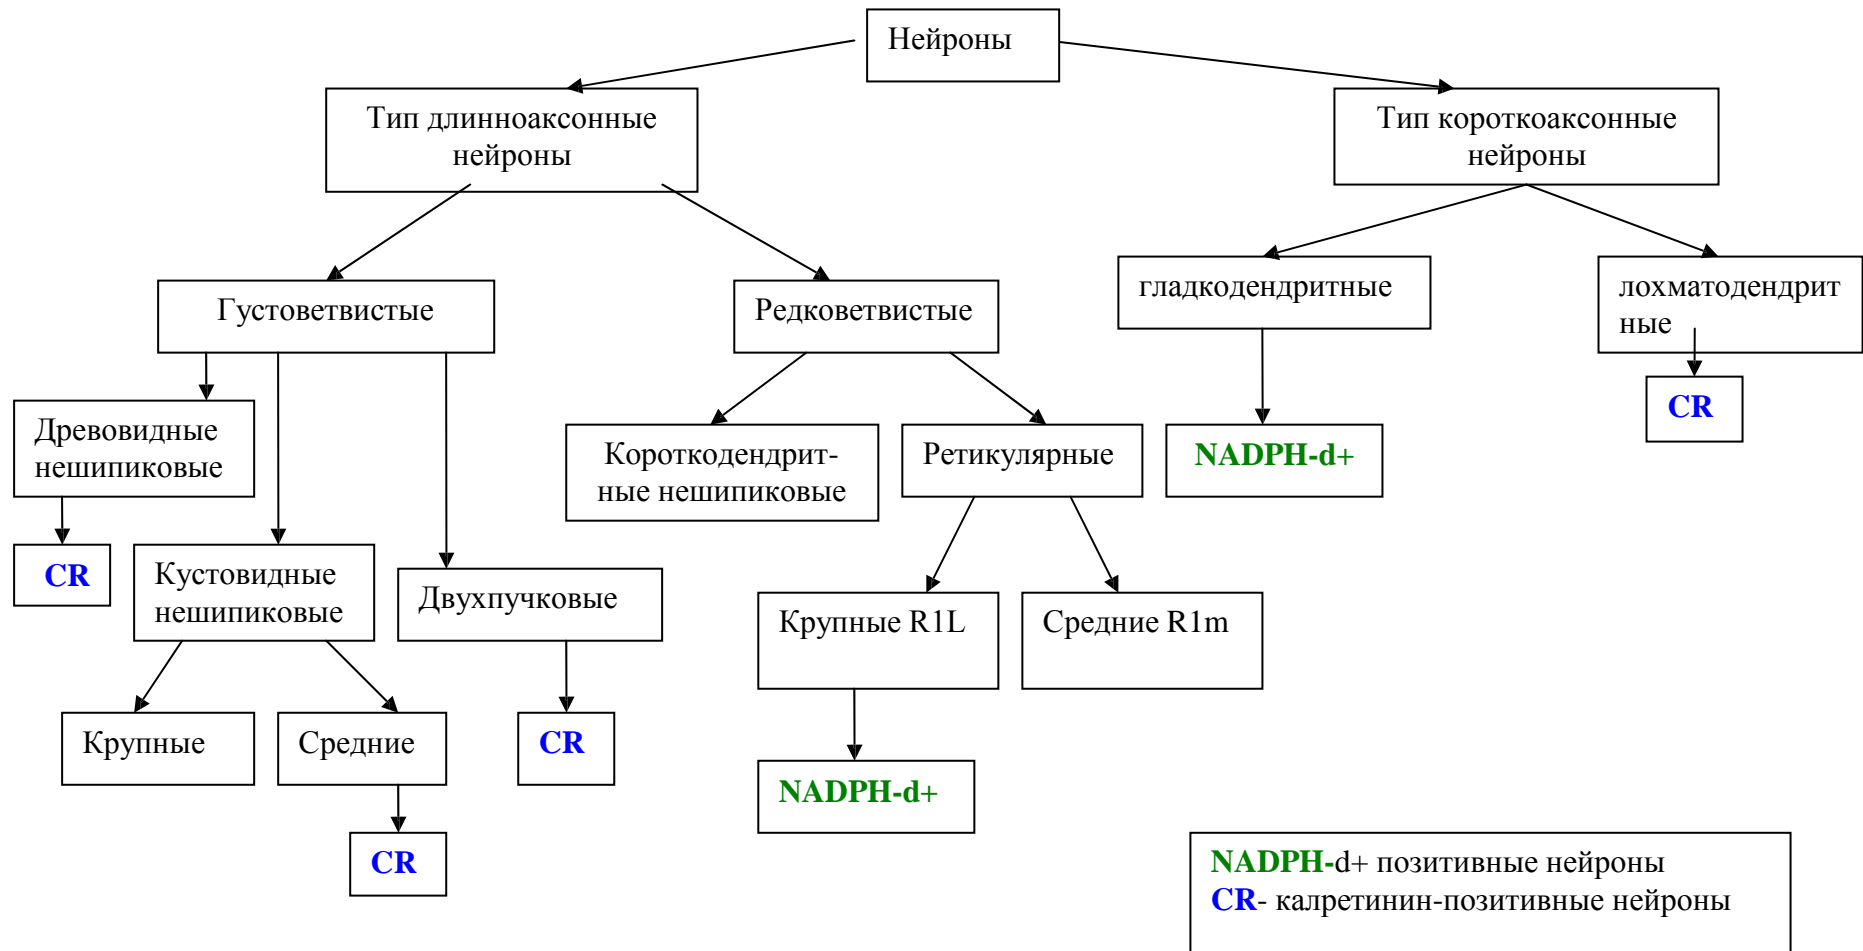 Нейроны
Тип длинноаксонные
нейроны
Тип короткоаксонные
нейроны
Густоветвистые
Редковетвистые
гладкодендритные
лохматодендрит
ные
Древовидные
нешипиковые
Короткодендрит-
ные нешипиковые
Ретикулярные
NADPH-d+
CR
CR
Кустовидные
нешипиковые
Двухпучковые
Крупные R1L
Средние R1m
Крупные
Средние
CR
NADPH-d+
CR
NADPH-d+ позитивные нейроны
CR- калретинин-позитивные нейроны